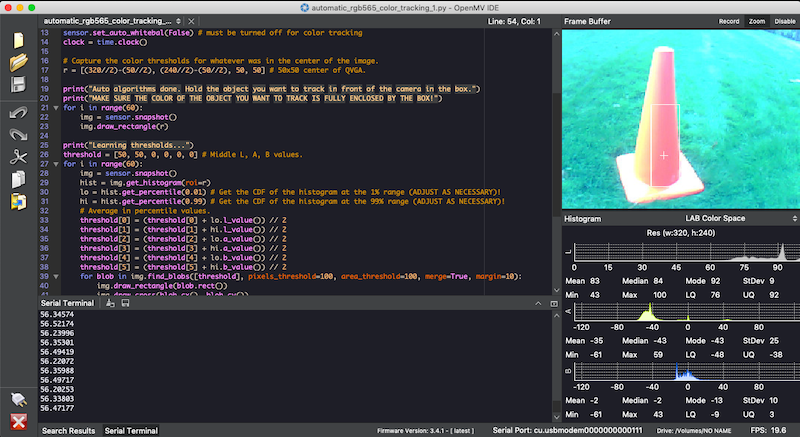 automatic_rgb565_color_tracking_1.py - OpenMV IDE
automatic_rgb565_color_tracking_...
Line: 54, Col: 1
Frame Buffer
Record
Zoom
Disable
13 sensor.set_auto_whitebal(False) # must be turned off for color tracking
14 clock = time.clock()
15
16 # Capture the color thresholds for whatever was in the center of the image.
17 r = [(320//2)-(50//2), (240//2)-(50//2), 50, 50] # 50x50 center of QVGA.
18
19 print("Auto algorithms done. Hold the object you want to track in front of the camera in the box.")
20 print("MAKE SURE THE COLOR OF THE OBJECT YOU WANT TO TRACK IS FULLY ENCLOSED BY THE BOX!")
21 for i in range(60):
22 img = sensor.snapshot()
23 img.draw_rectangle(r)
24
25 print("Learning thresholds...")
26 threshold = [50, 50, 0, 0, 0, 0] # Middle L, A, B values.
27 for i in range(60):
28 img = sensor.snapshot()
29 hist = img.get_histogram(roi=r)
30 lo = hist.get_percentile(0.01) # Get the CDF of the histogram at the 1% range (ADJUST AS NECESSARY)!
31 hi = hist.get_percentile(0.99) # Get the CDF of the histogram at the 99% range (ADJUST AS NECESSARY)!
32 # Average in percentile values.
33 threshold[0] = (threshold[0] + lo.l_value()) // 2
34 threshold[1] = (threshold[1] + hi.l_value()) // 2
35 threshold[2] = (threshold[2] + lo.a_value()) // 2
36 threshold[3] = (threshold[3] + hi.a_value()) // 2
37 threshold[4] = (threshold[4] + lo.b_value()) // 2
38 threshold[5] = (threshold[5] + hi.b_value()) // 2
39 for blob in img.find_blobs([threshold], pixels_threshold=100, area_threshold=100, merge=True, margin=10):
40 img.draw_rectangle(blob.rect())
41 img.draw_cross(blob.cx(), blob.cy())
Serial Terminal
56.34574
56.52174
56.23996
56.35301
56.49419
56.22072
56.35988
56.49717
56.20253
56.33803
56.47177
Histogram
LAB Color Space
Res (w:320, h:240)
L
0 15 30 45 60 75 90
Mean 83 Median 84 Mode 92 StDev 9
Min 43 Max 100 LQ 76 UQ 92
A
-120 -80 -40 0 40 80 120
Mean -35 Median -43 Mode -43 StDev 25
Min -61 Max 59 LQ -48 UQ -38
B
-120 -80 -40 0 40 80 120
Mean -2 Median -2 Mode -13 StDev 10
Min -61 Max 43 LQ -9 UQ 3
Search Results
Serial Terminal
Firmware Version: 3.4.1 - [ latest ]
Serial Port: cu.usbmodem0000000000111
Drive: /Volumes/NO NAME
FPS: 19.6